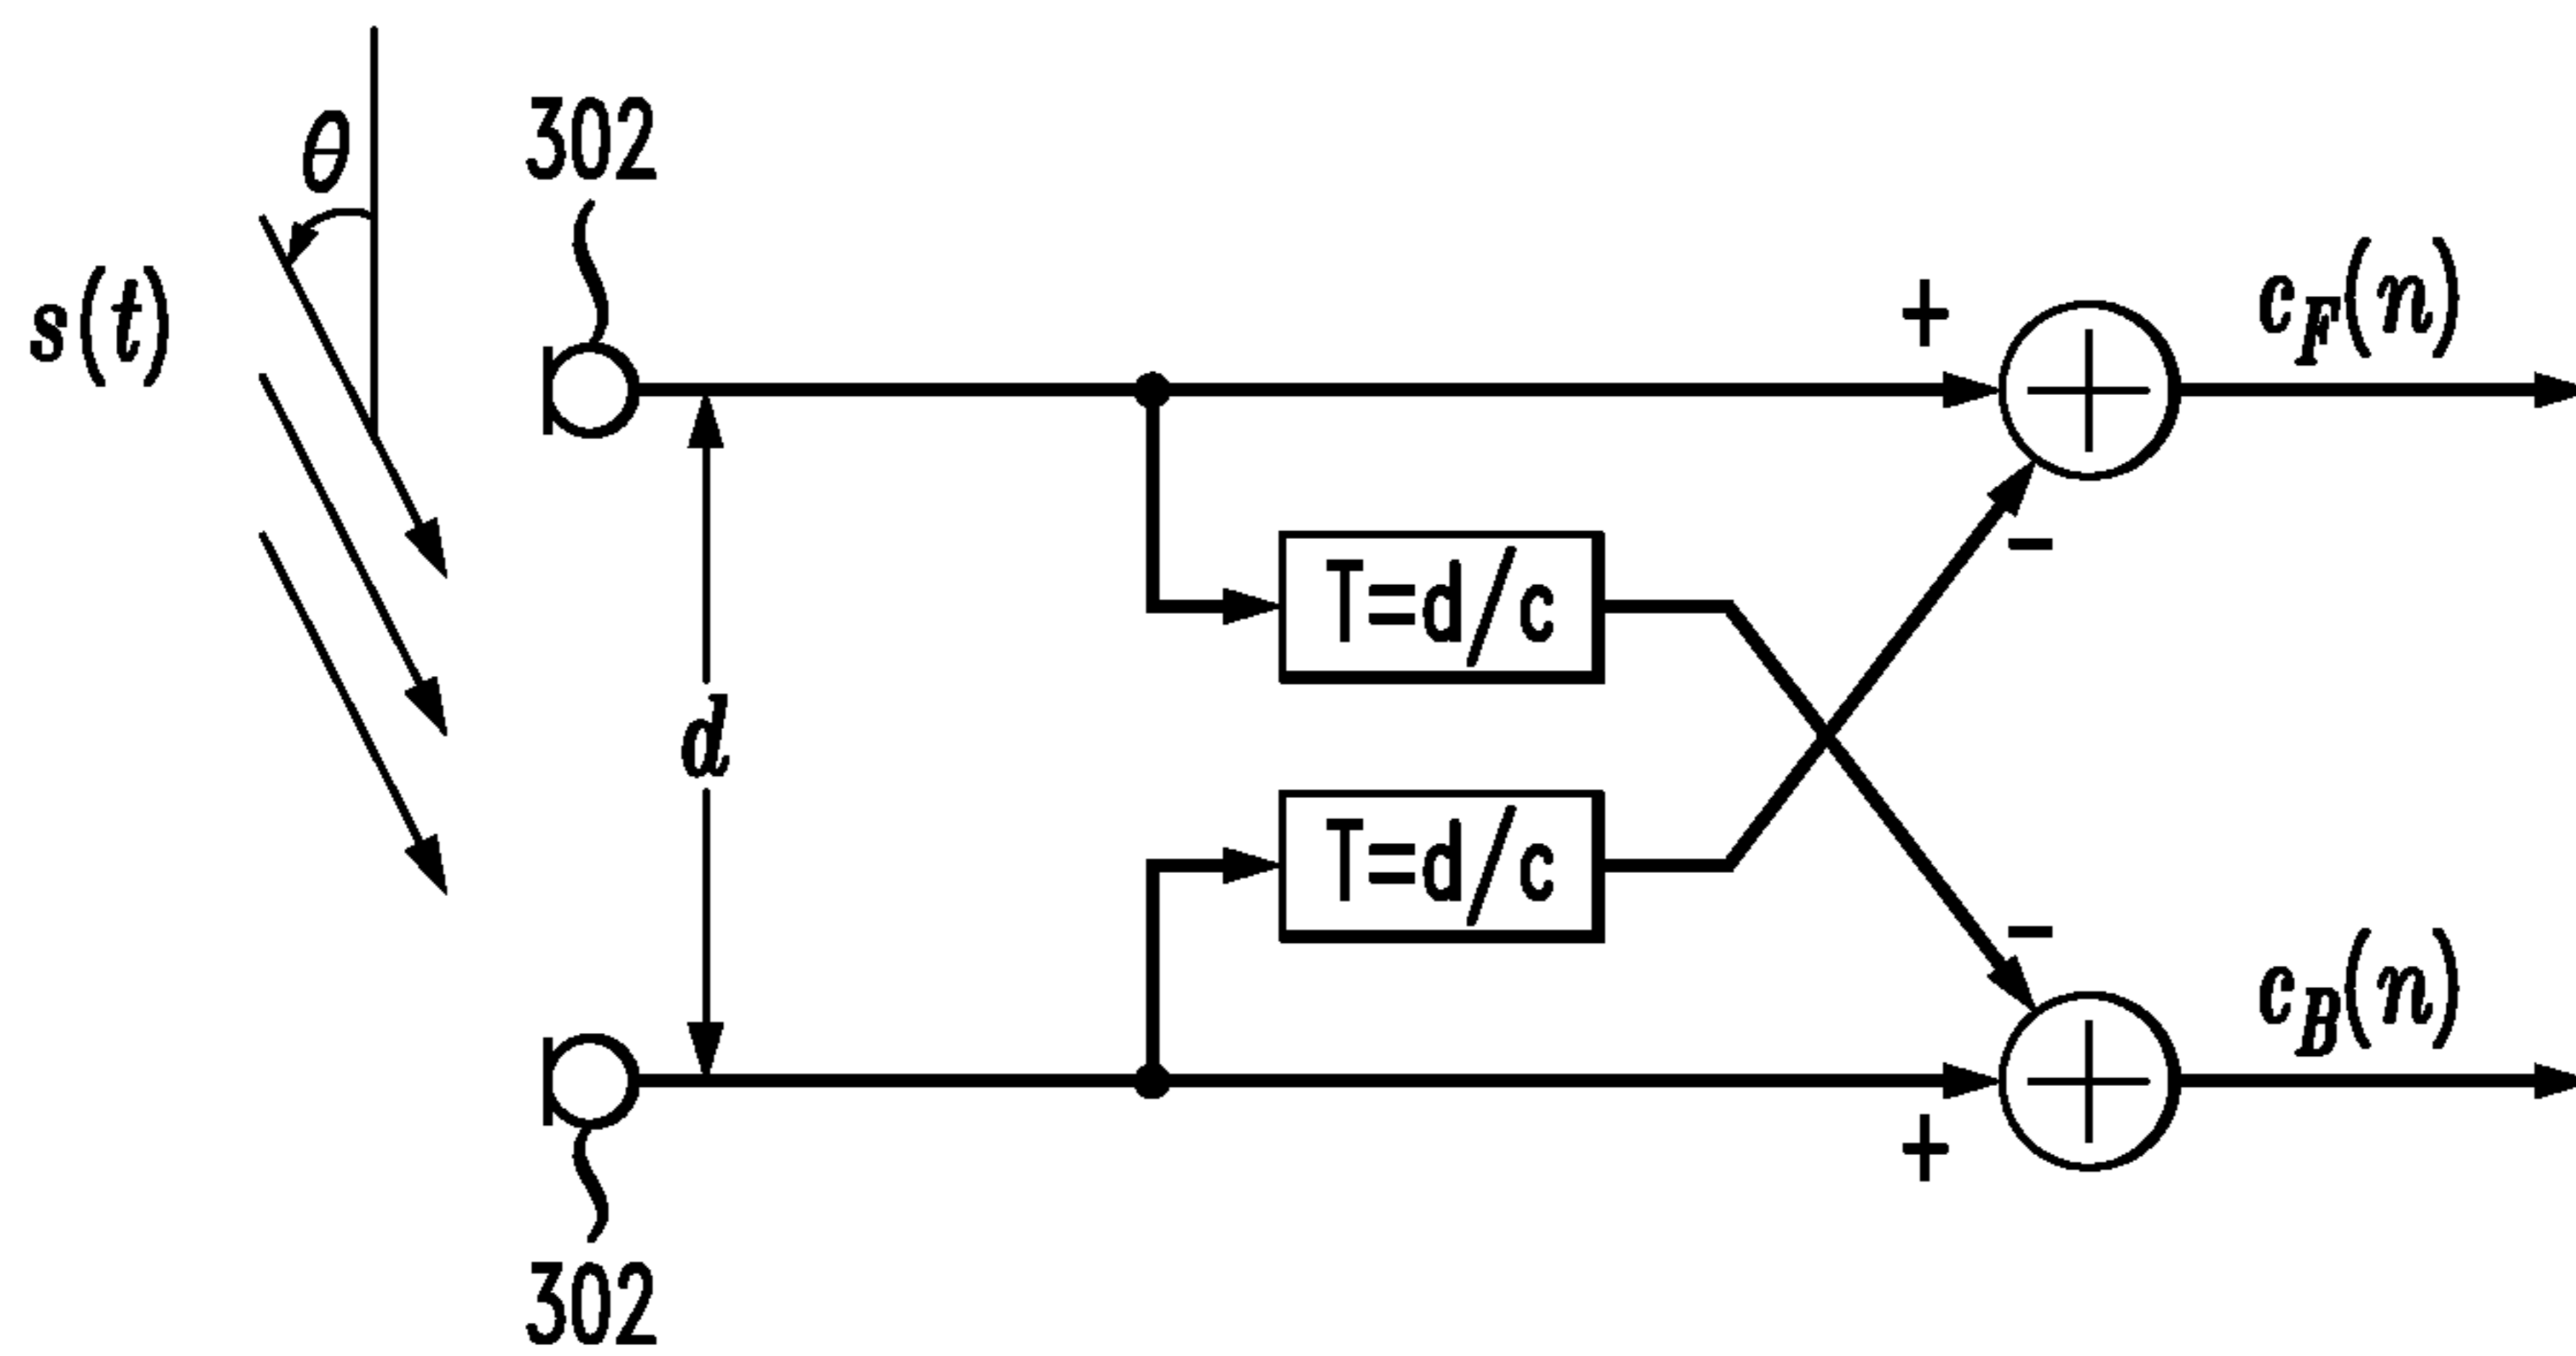 θ
302
s(t)
+
c_F(n)
−
T=d/c
d
T=d/c
−
c_B(n)
+
302